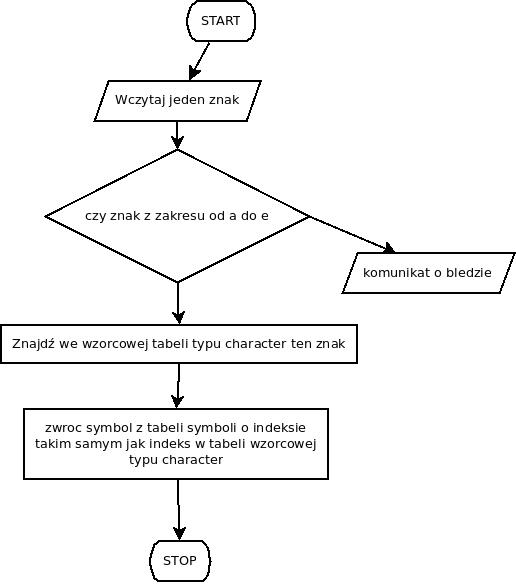 START
Wczytaj jeden znak
czy znak z zakresu od a do e
komunikat o bledzie
Znajdź we wzorcowej tabeli typu character ten znak
zwroc symbol z tabeli symboli o indeksie
takim samym jak indeks w tabeli wzorcowej
typu character
STOP